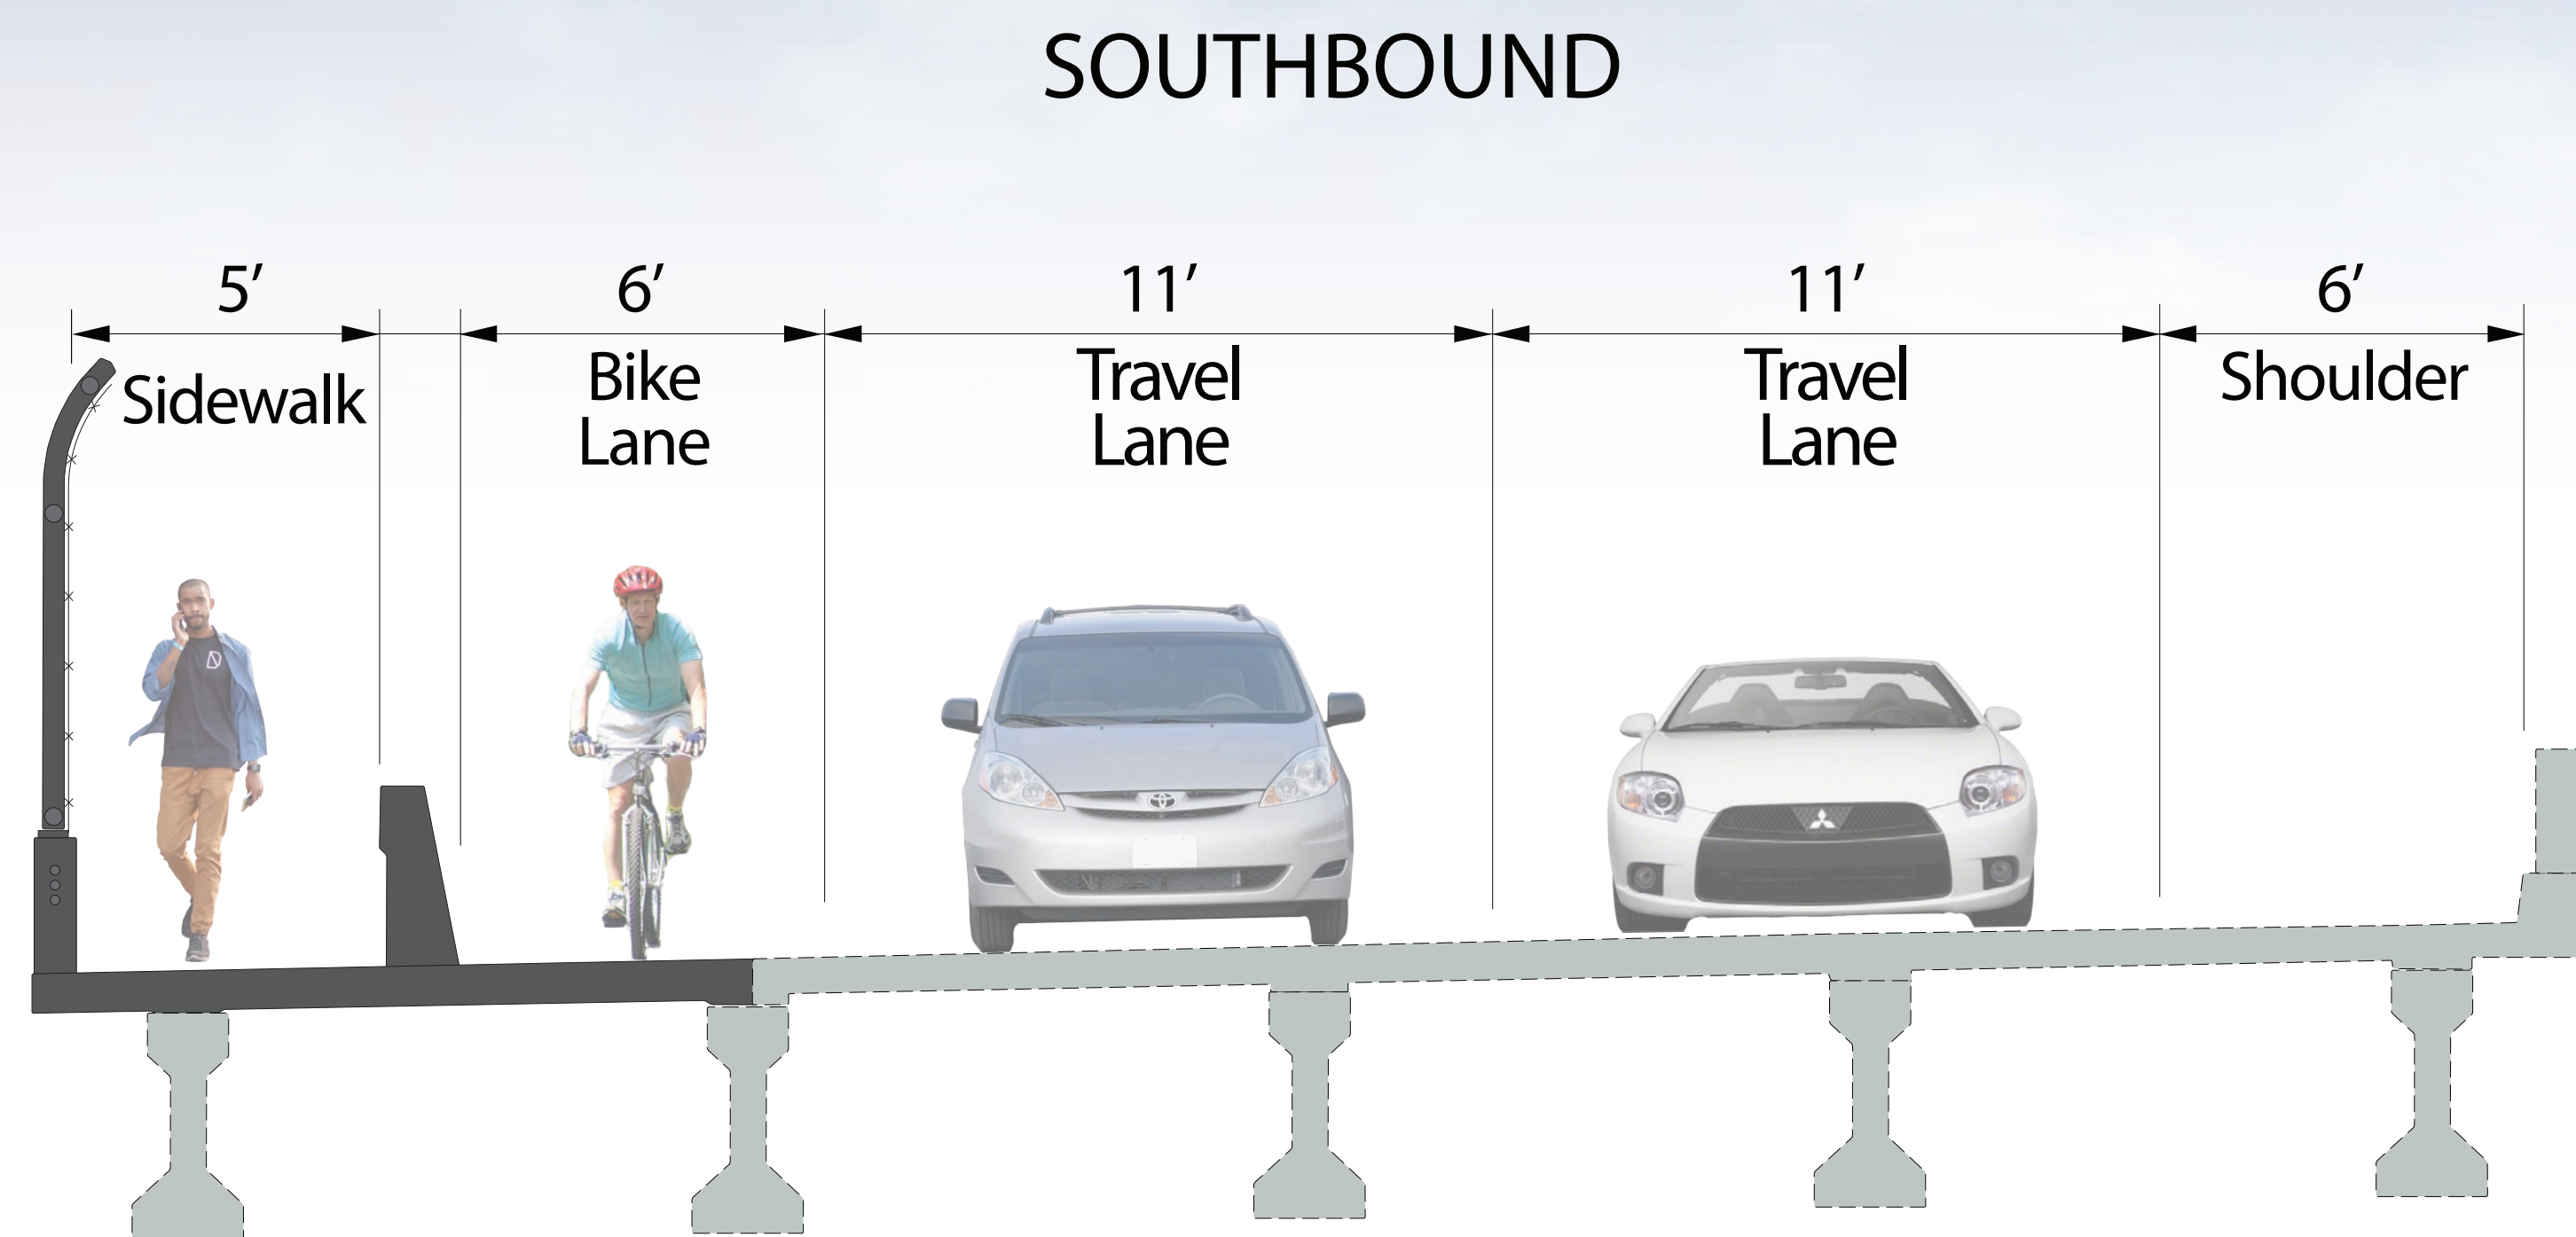 SOUTHBOUND
5’ 6’ 11’ 11’ 6’
Sidewalk
Bike
Lane
Travel
Lane
Travel
Lane
Shoulder